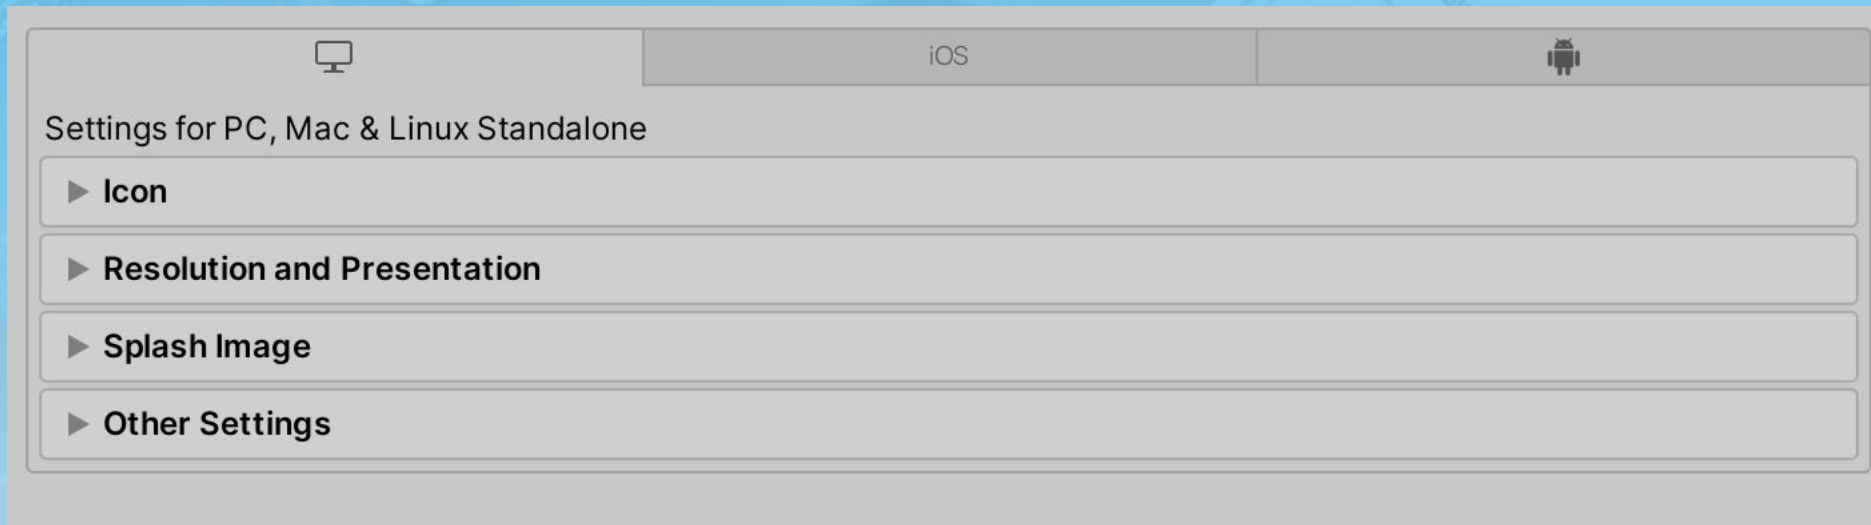 iOS
Settings for PC, Mac & Linux Standalone
Icon
Resolution and Presentation
Splash Image
Other Settings